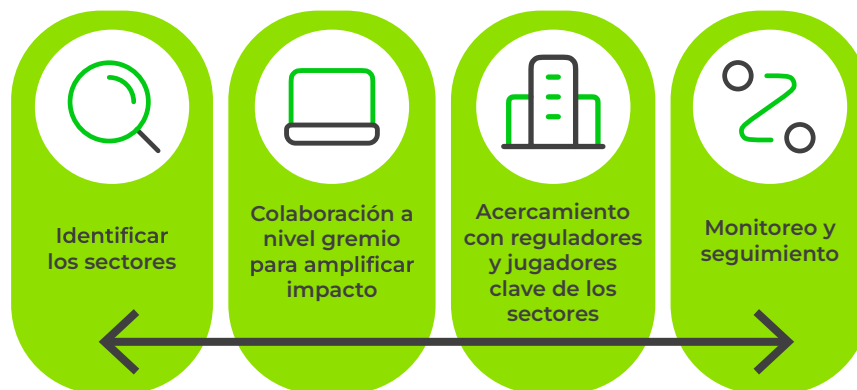 Identificar
los sectores
Colaboración a
nivel gremio
para amplificar
impacto
Acercamiento
con reguladores
y jugadores
clave de los
sectores
Monitoreo y
seguimiento